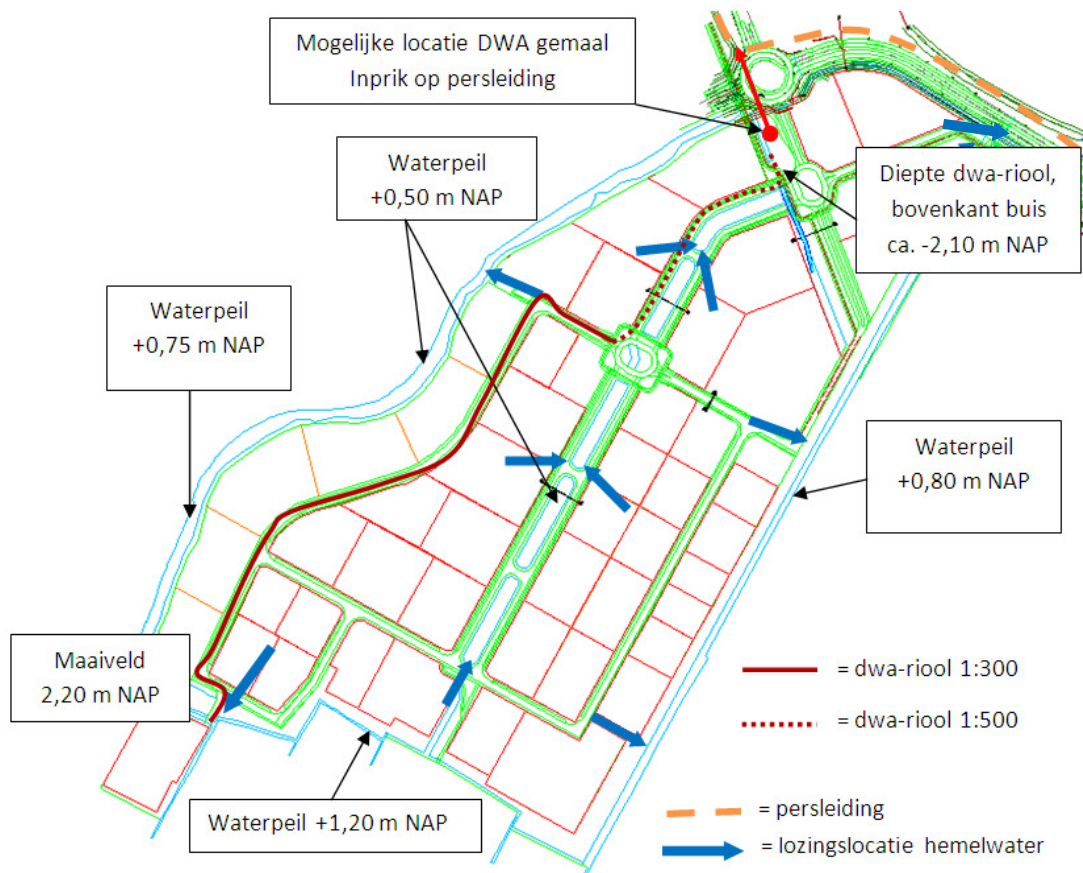 Mogelijke locatie DWA gemaal
Inprik op persleiding
Waterpeil
+0,50 m NAP
Diepte dwa-riool,
bovenkant buis
ca. -2,10 m NAP
Waterpeil
+0,75 m NAP
Waterpeil
+0,80 m NAP
Maaiveld
2,20 m NAP
= dwa-riool 1:300
= dwa-riool 1:500
Waterpeil +1,20 m NAP
= persleiding
= lozingslocatie hemelwater